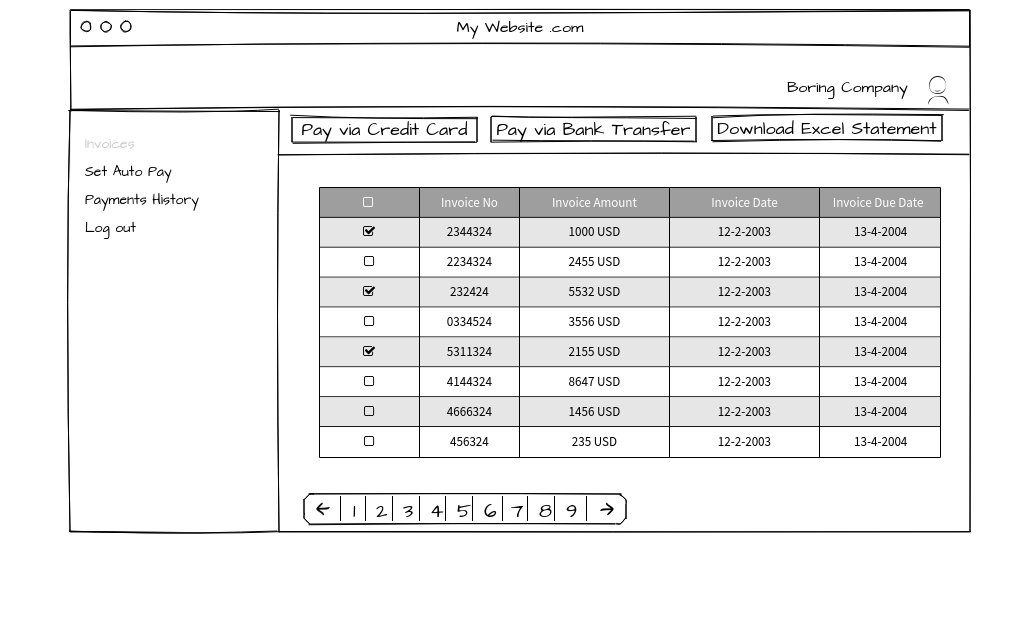 My Website .com
Boring Company
Invoices
Set Auto Pay
Payments History
Log out
Pay via Credit Card Pay via Bank Transfer Download Excel Statement
Invoice No Invoice Amount Invoice Date Invoice Due Date
2344324 1000 USD 12-2-2003 13-4-2004
2234324 2455 USD 12-2-2003 13-4-2004
232424 5532 USD 12-2-2003 13-4-2004
0334524 3556 USD 12-2-2003 13-4-2004
5311324 2155 USD 12-2-2003 13-4-2004
4144324 8647 USD 12-2-2003 13-4-2004
4666324 1456 USD 12-2-2003 13-4-2004
456324 235 USD 12-2-2003 13-4-2004
1 2 3 4 5 6 7 8 9